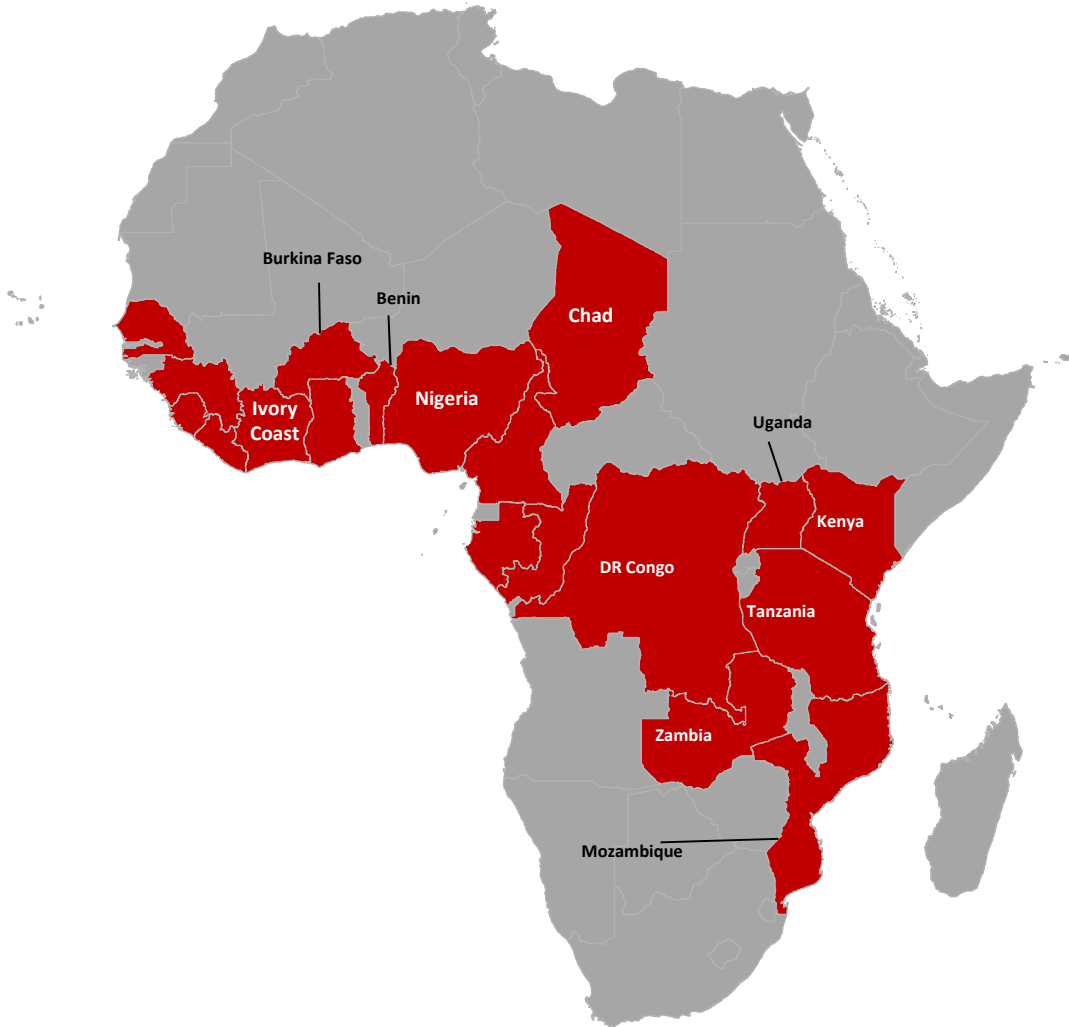 Burkina Faso
Benin
Chad
Nigeria
Ivory
Coast
Uganda
Kenya
DR Congo
Tanzania
Zambia
Mozambique